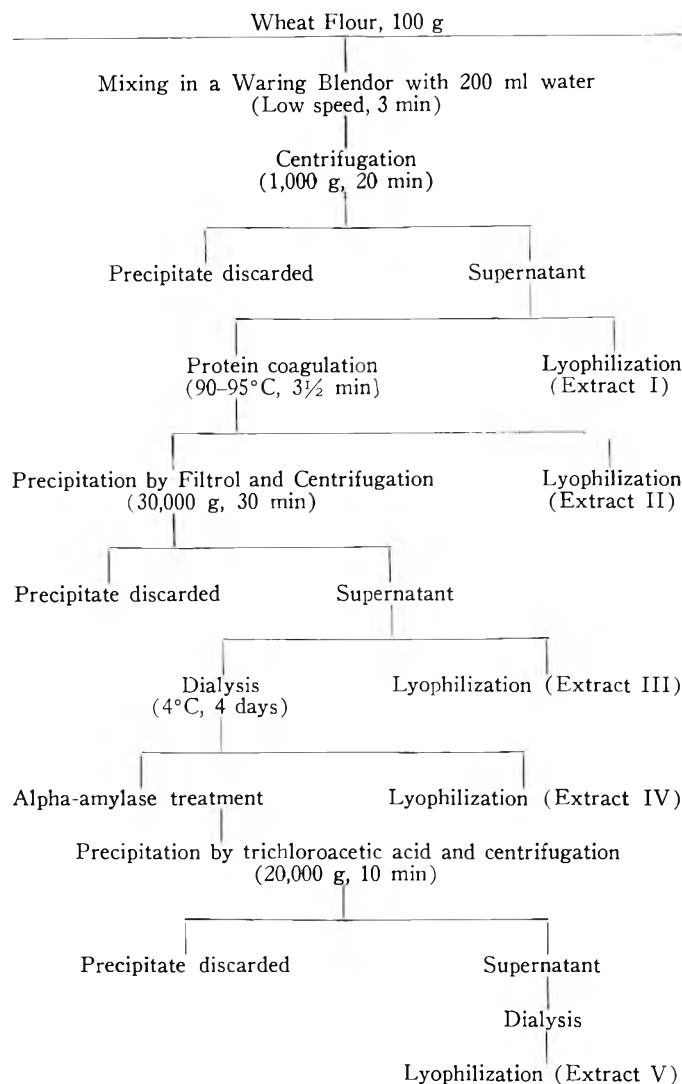 Wheat Flour, 100 g
Mixing in a Waring Blendor with 200 ml water
(Low speed, 3 min)
Centrifugation
(1,000 g, 20 min)
Precipitate discarded
Supernatant
Protein coagulation
(90–95°C, 3½ min)
Lyophilization
(Extract I)
Precipitation by Filtrol and Centrifugation
(30,000 g, 30 min)
Lyophilization
(Extract II)
Precipitate discarded
Supernatant
Dialysis
(4°C, 4 days)
Lyophilization (Extract III)
Alpha-amylase treatment
Lyophilization (Extract IV)
Precipitation by trichloroacetic acid and centrifugation
(20,000 g, 10 min)
Precipitate discarded
Supernatant
Dialysis
Lyophilization (Extract V)